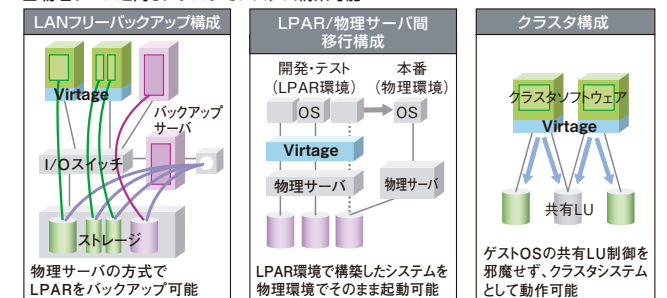 LANフリーバックアップ構成
Virtage
バックアップ
サーバ
I/Oスイッチ
ストレージ
物理サーバの方式で
LPARをバックアップ可能
LPAR/物理サーバ間
移行構成
開発・テスト
(LPAR環境)
本番
(物理環境)
OS
OS
Virtage
物理サーバ
物理サーバ
LPAR環境で構築したシステムを
物理環境でそのまま起動可能
クラスタ構成
クラスタソフトウェア
Virtage
共有LU
ゲストOSの共有LU制御を
邪魔せず、クラスタシステム
として動作可能